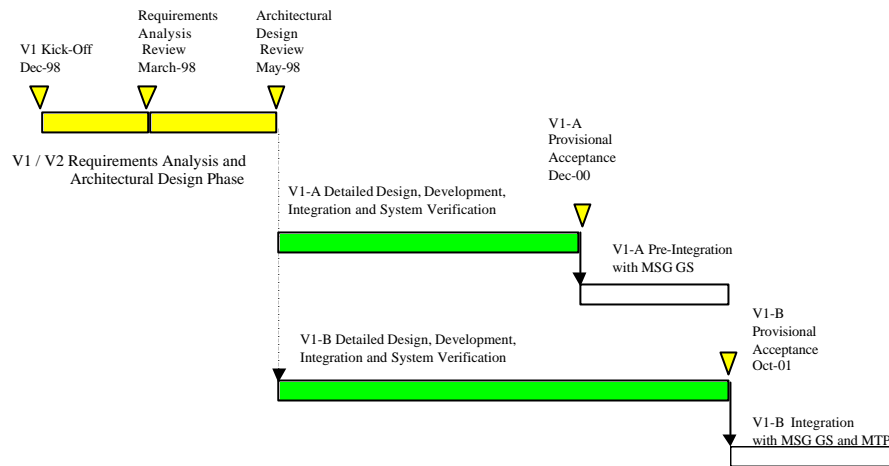 V1 Kick-Off
Dec-98
Requirements
Analysis
Review
March-98
Architectural
Design
Review
May-98
V1 / V2 Requirements Analysis and
Architectural Design Phase
V1-A
Provisional
Acceptance
Dec-00
V1-A Detailed Design, Development,
Integration and System Verification
V1-A Pre-Integration
with MSG GS
V1-B Detailed Design, Development,
Integration and System Verification
V1-B
Provisional
Acceptance
Oct-01
V1-B Integration
with MSG GS and MTP